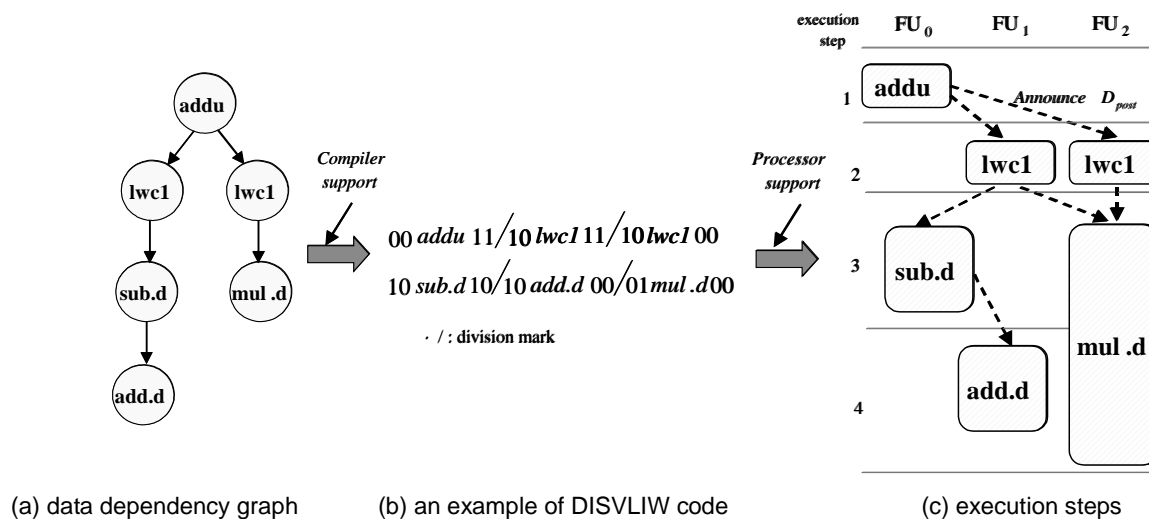 addu
lwc1 lwc1
sub.d mul .d
add.d
(a) data dependency graph
Compiler
support
00 addu 11/10 lwc1 11/10 lwc1 00
10 sub.d 10/10 add.d 00/01 mul .d 00
· / : division mark
(b) an example of DISVLIW code
Processor
support
execution
step
FU0 FU1 FU2
1
addu
Announce Dpost
2
lwc1 lwc1
3
sub.d
mul .d
4
add.d
(c) execution steps